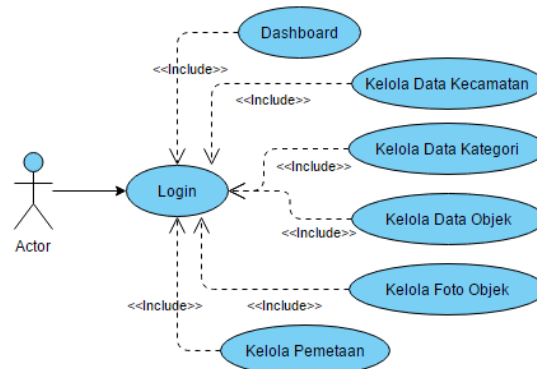 Dashboard
<<Include>>
Kelola Data Kecamatan
<<Include>>
Kelola Data Kategori
<<Include>>
Login
Actor
Kelola Data Objek
<<Include>>
Kelola Foto Objek
<<Include>>
<<Include>>
Kelola Pemetaan